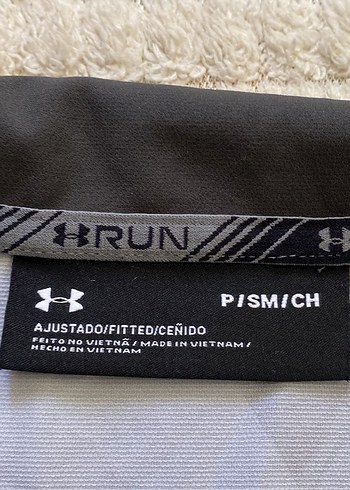 RUN
P/SM/CH
AJUSTADO/FITTED/CEÑIDO
FEITO NO VIETNÃ / MADE IN VIETNAM /
HECHO EN VIETNAM